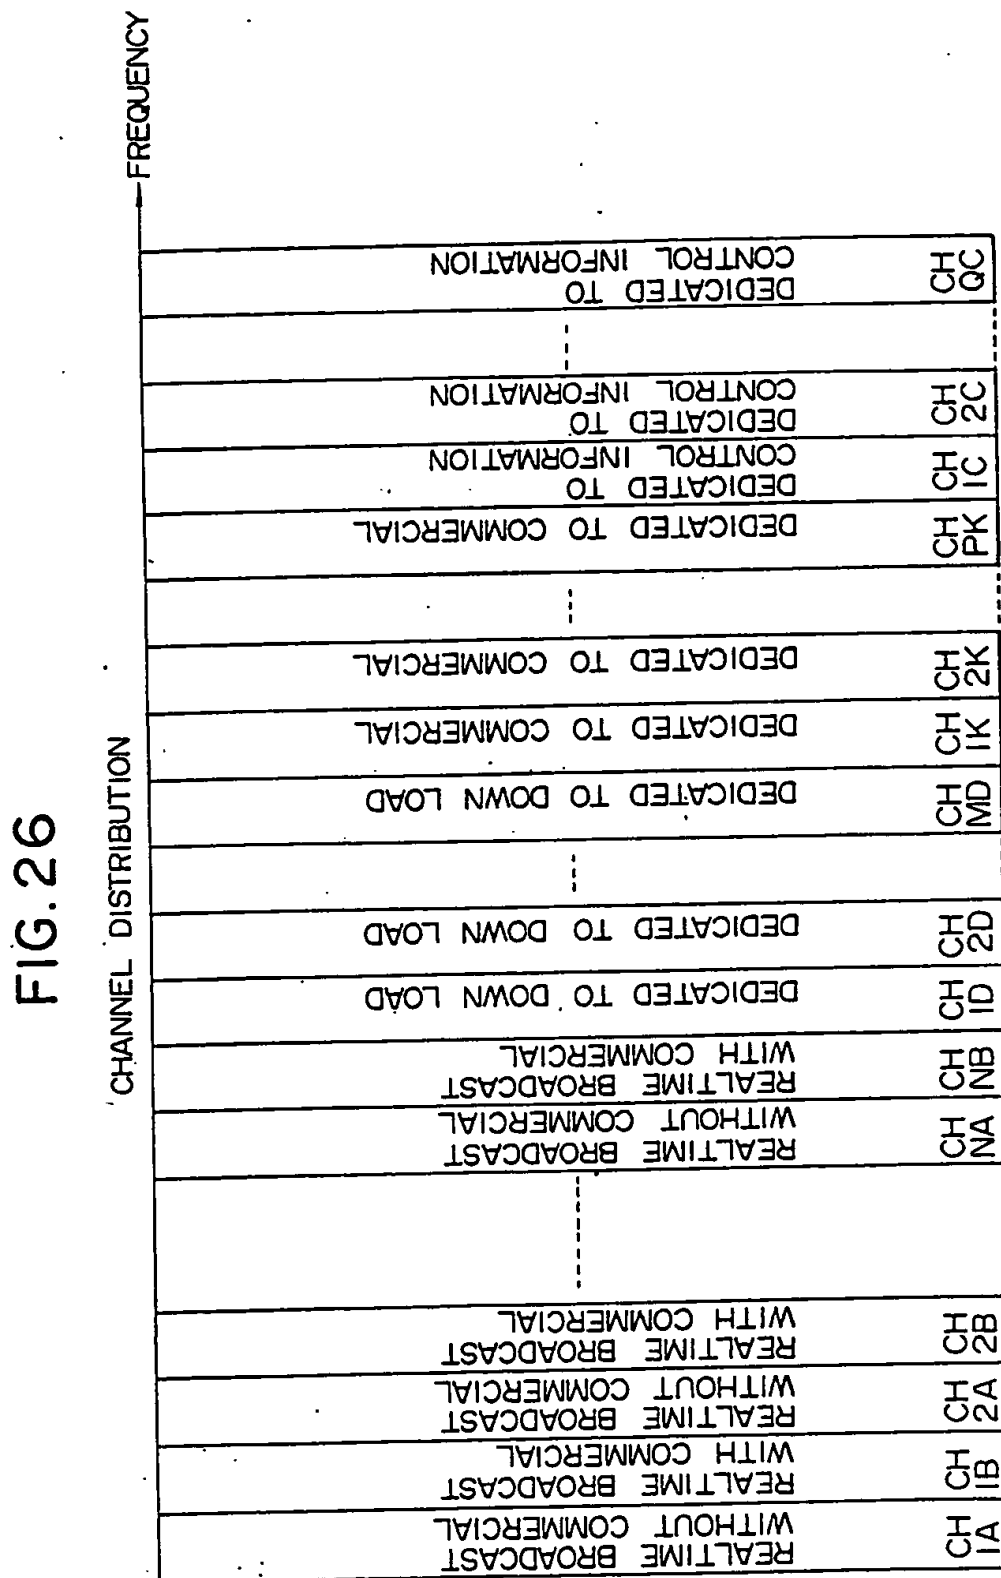 FIG.26
CHANNEL DISTRIBUTION
FREQUENCY
CH
1A
REALTIME BROADCAST
WITHOUT COMMERCIAL
CH
1B
REALTIME BROADCAST
WITH COMMERCIAL
CH
2A
REALTIME BROADCAST
WITHOUT COMMERCIAL
CH
2B
REALTIME BROADCAST
WITH COMMERCIAL
CH
NA
REALTIME BROADCAST
WITHOUT COMMERCIAL
CH
NB
REALTIME BROADCAST
WITH COMMERCIAL
CH
1D
DEDICATED TO DOWN LOAD
CH
2D
DEDICATED TO DOWN LOAD
CH
MD
DEDICATED TO DOWN LOAD
CH
1K
DEDICATED TO COMMERCIAL
CH
2K
DEDICATED TO COMMERCIAL
CH
PK
DEDICATED TO COMMERCIAL
CH
1C
DEDICATED TO
CONTROL INFORMATION
CH
2C
DEDICATED TO
CONTROL INFORMATION
CH
QC
DEDICATED TO
CONTROL INFORMATION